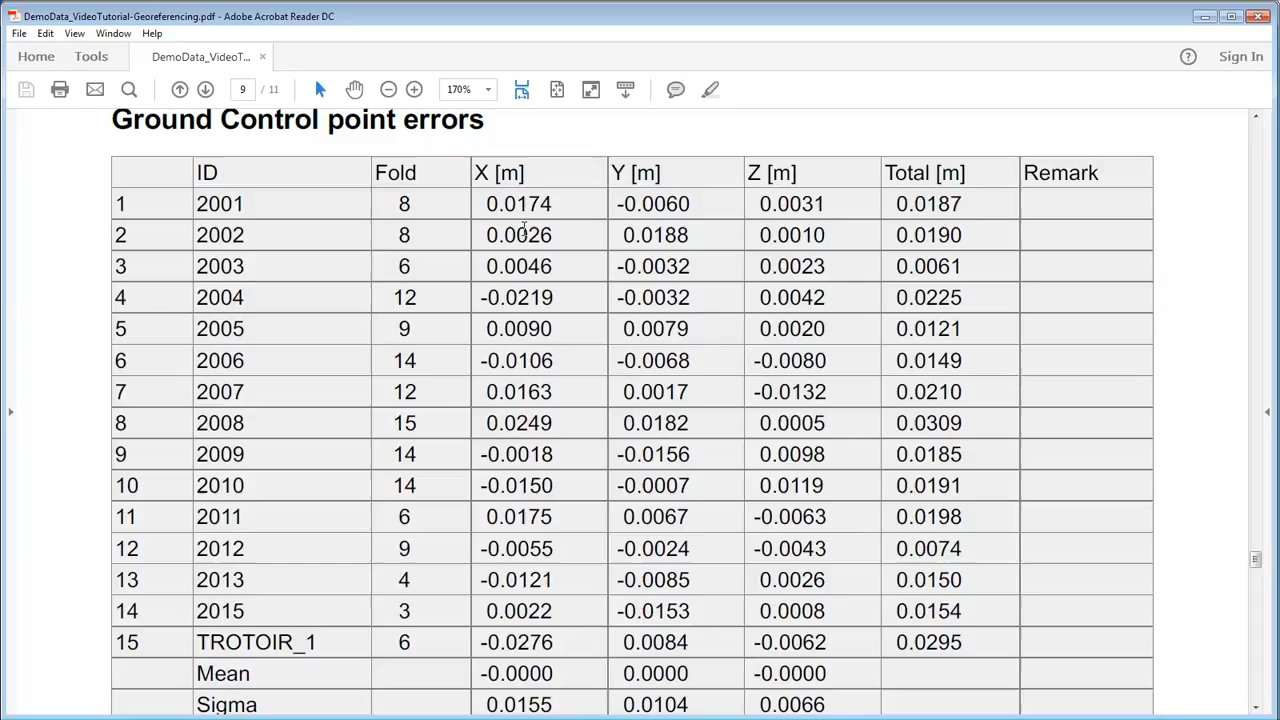 DemoData_VideoTutorial-Georeferencing.pdf - Adobe Acrobat Reader DC
File Edit View Window Help
Home Tools DemoData_VideoT... × Sign In
9 / 11 170%
Ground Control point errors
ID Fold X [m] Y [m] Z [m] Total [m] Remark
1 2001 8 0.0174 -0.0060 0.0031 0.0187
2 2002 8 0.0026 0.0188 0.0010 0.0190
3 2003 6 0.0046 -0.0032 0.0023 0.0061
4 2004 12 -0.0219 -0.0032 0.0042 0.0225
5 2005 9 0.0090 0.0079 0.0020 0.0121
6 2006 14 -0.0106 -0.0068 -0.0080 0.0149
7 2007 12 0.0163 0.0017 -0.0132 0.0210
8 2008 15 0.0249 0.0182 0.0005 0.0309
9 2009 14 -0.0018 -0.0156 0.0098 0.0185
10 2010 14 -0.0150 -0.0007 0.0119 0.0191
11 2011 6 0.0175 0.0067 -0.0063 0.0198
12 2012 9 -0.0055 -0.0024 -0.0043 0.0074
13 2013 4 -0.0121 -0.0085 0.0026 0.0150
14 2015 3 0.0022 -0.0153 0.0008 0.0154
15 TROTOIR_1 6 -0.0276 0.0084 -0.0062 0.0295
Mean -0.0000 0.0000 -0.0000
Sigma 0.0155 0.0104 0.0066